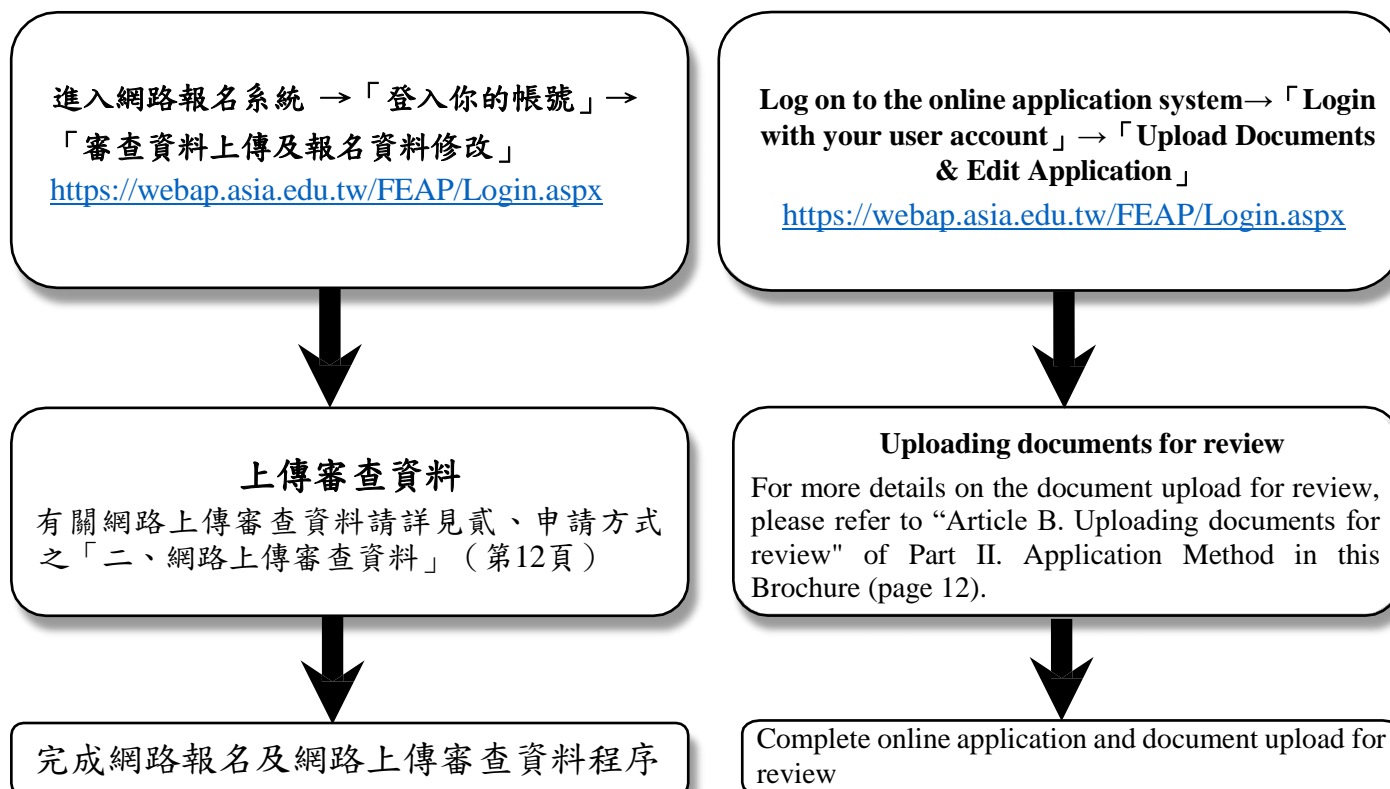 進入網路報名系統 →「登入你的帳號」→
「審查資料上傳及報名資料修改」
https://webap.asia.edu.tw/FEAP/Login.aspx
上傳審查資料
有關網路上傳審查資料請詳見貳、申請方式
之「二、網路上傳審查資料」（第12頁）
完成網路報名及網路上傳審查資料程序
Log on to the online application system→「Login
with your user account」→「Upload Documents
& Edit Application」
https://webap.asia.edu.tw/FEAP/Login.aspx
Uploading documents for review
For more details on the document upload for review,
please refer to “Article B. Uploading documents for
review" of Part II. Application Method in this
Brochure (page 12).
Complete online application and document upload for
review